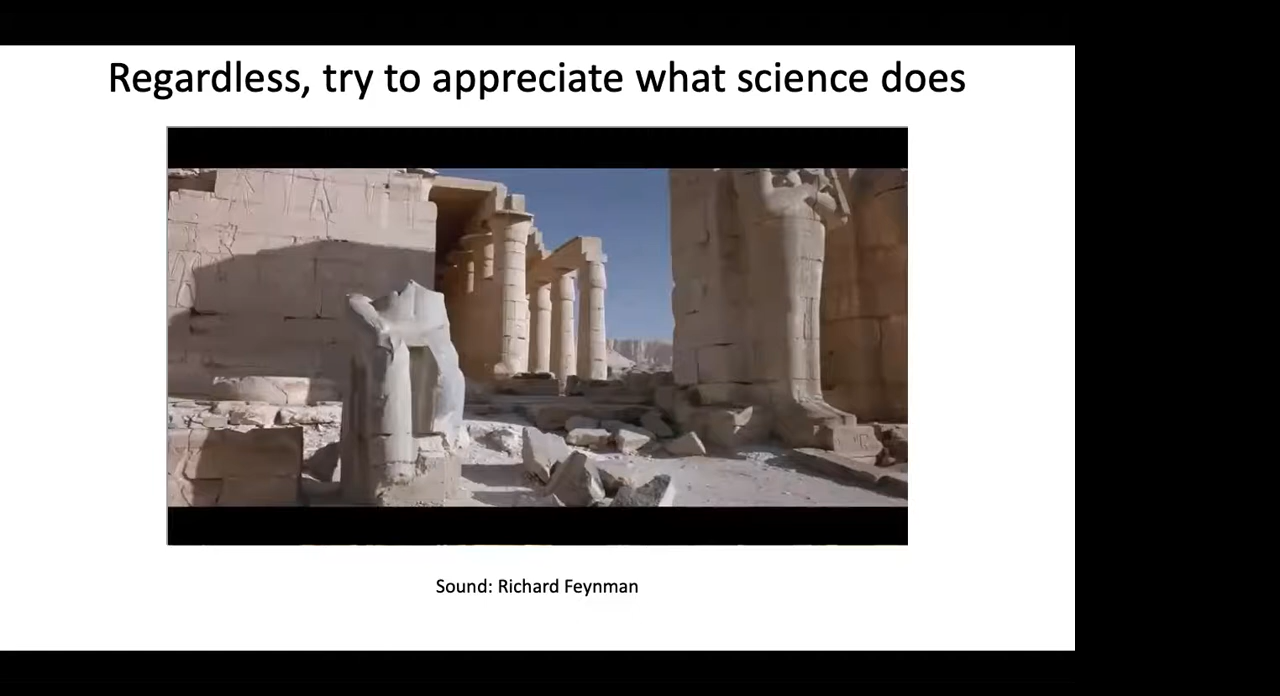 Regardless, try to appreciate what science does
Sound: Richard Feynman